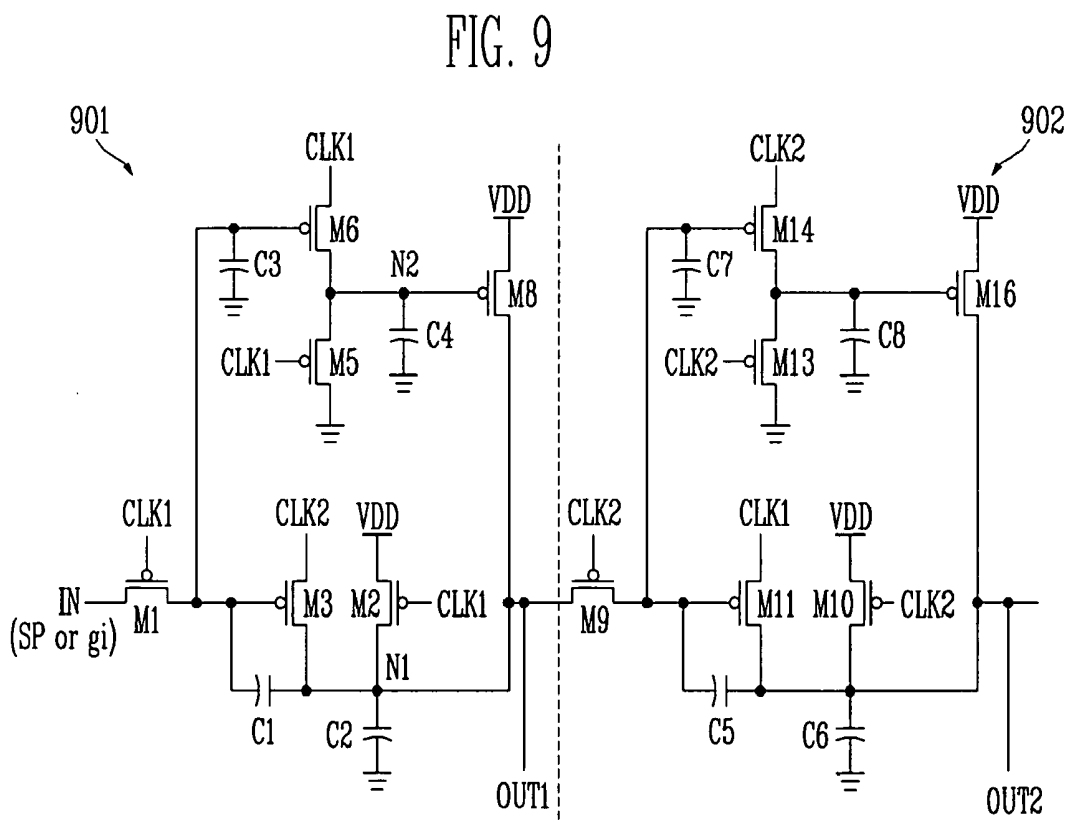 FIG. 9
901
902
CLK1
CLK2
VDD
VDD
M6
M14
C3
N2
M8
C7
M16
C4
C8
CLK1
M5
CLK2
M13
CLK1
CLK2
VDD
CLK2
CLK1
VDD
IN
M1
M3
M2
CLK1
M9
M11
M10
CLK2
(SP or gi)
N1
C1
C2
C5
C6
OUT1
OUT2